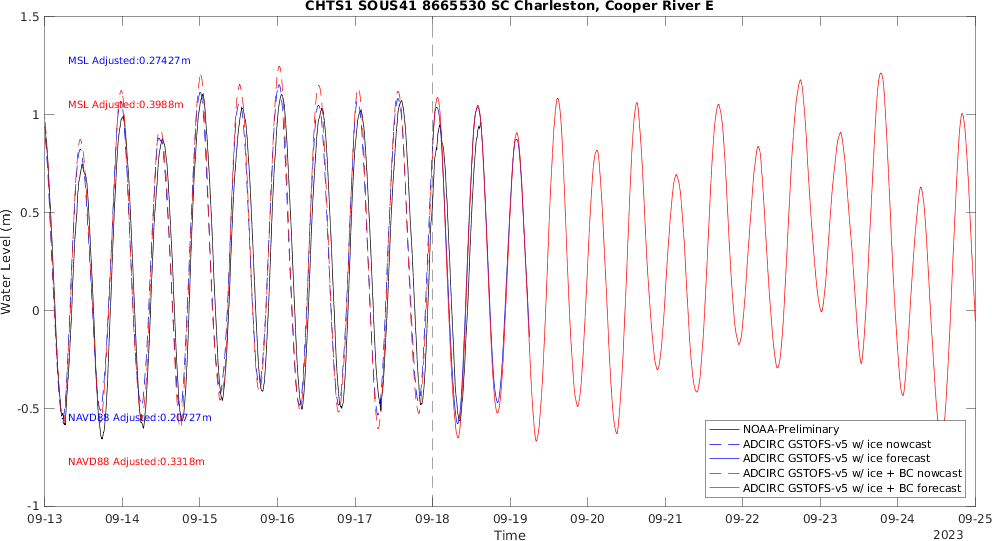 CHTS1 SOUS41 8665530 SC Charleston, Cooper River E
1.5
1
0.5
0
-0.5
-1
Water Level (m)
MSL Adjusted:0.27427m
MSL Adjusted:0.3988m
NAVD88 Adjusted:0.20727m
NAVD88 Adjusted:0.3318m
NOAA-Preliminary
ADCIRC GSTOFS-v5 w/ ice nowcast
ADCIRC GSTOFS-v5 w/ ice forecast
ADCIRC GSTOFS-v5 w/ ice + BC nowcast
ADCIRC GSTOFS-v5 w/ ice + BC forecast
09-13 09-14 09-15 09-16 09-17 09-18 09-19 09-20 09-21 09-22 09-23 09-24 09-25
Time
2023